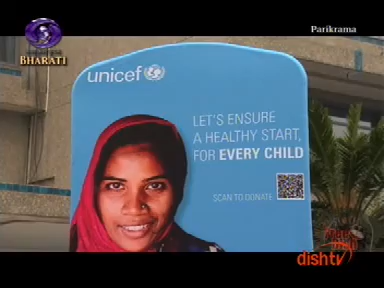 Parikrama
BHARATI
unicef
LET'S ENSURE
A HEALTHY START,
FOR EVERY CHILD
SCAN TO DONATE
dishtv